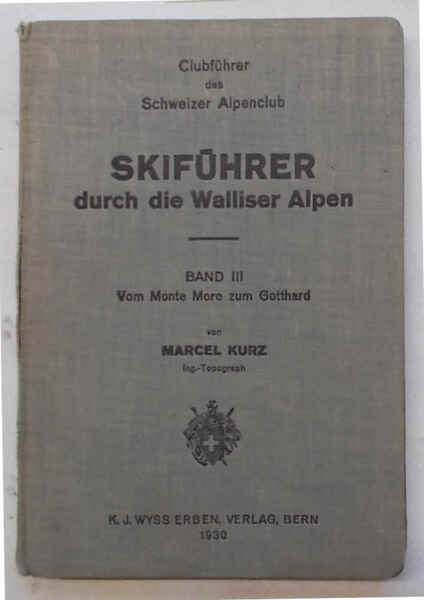 Clubführer
des
Schweizer Alpenclub
SKIFÜHRER
durch die Walliser Alpen
BAND III
Vom Monte Moro zum Gotthard
von
MARCEL KURZ
Ing.-Topograph
K. J. WYSS ERBEN, VERLAG, BERN
1930